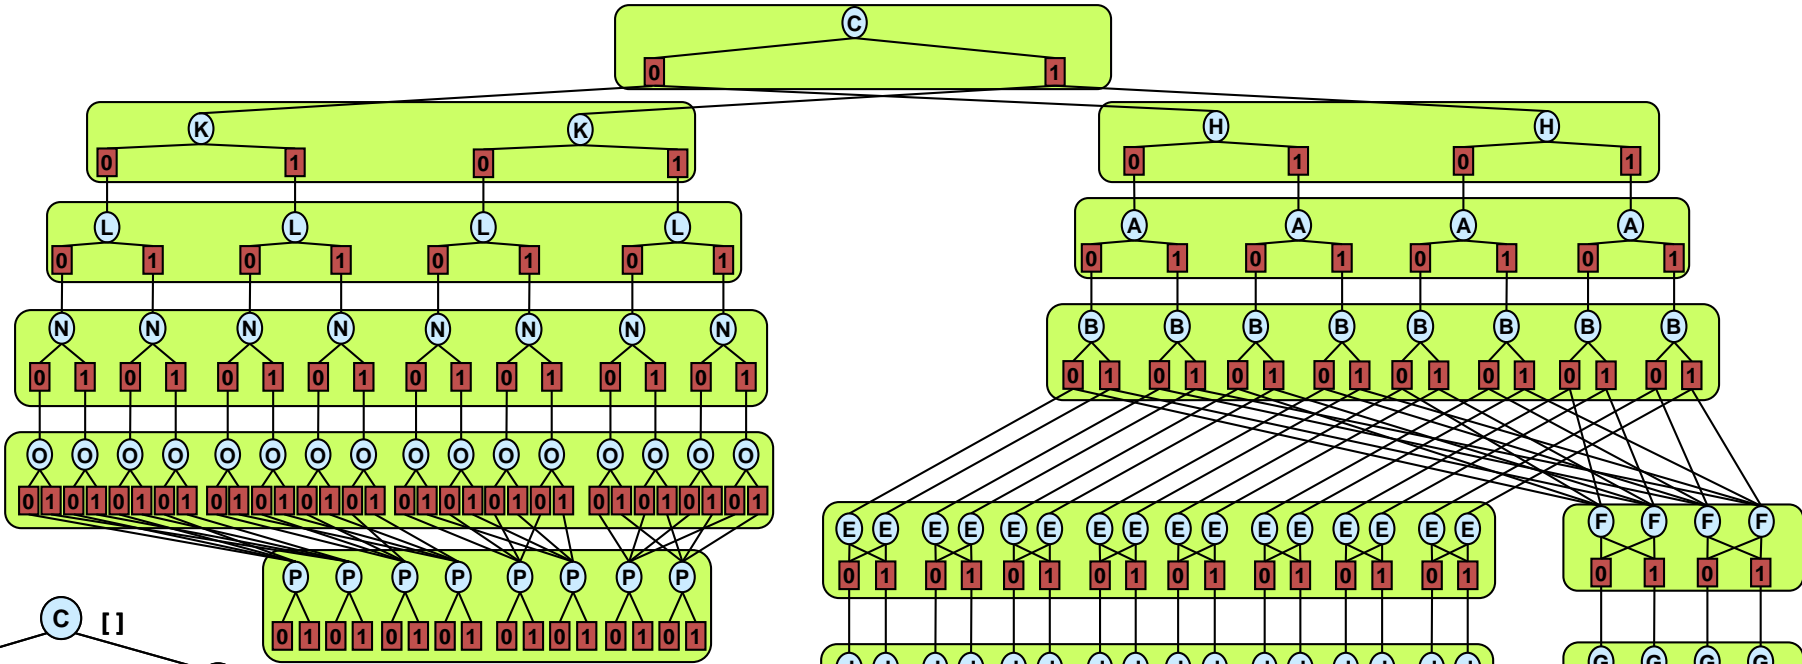 C
0 1
K K H H
0 1 0 1 0 1 0 1
L L L L A A A A
0 1 0 1 0 1 0 1 0 1 0 1 0 1 0 1
N N N N N N N N B B B B B B B B
0 1 0 1 0 1 0 1 0 1 0 1 0 1 0 1 0 1 0 1 0 1 0 1 0 1 0 1 0 1 0 1
O O O O O O O O O O O O O O O O
0 1 0 1 0 1 0 1 0 1 0 1 0 1 0 1 0 1 0 1 0 1 0 1 0 1 0 1 0 1 0 1
E E E E E E E E E E E E E E E E F F F F
0 1 0 1 0 1 0 1 0 1 0 1 0 1 0 1 0 1 0 1
P P P P P P P P
0 1 0 1 0 1 0 1 0 1 0 1 0 1 0 1
C [ ]
G G G G